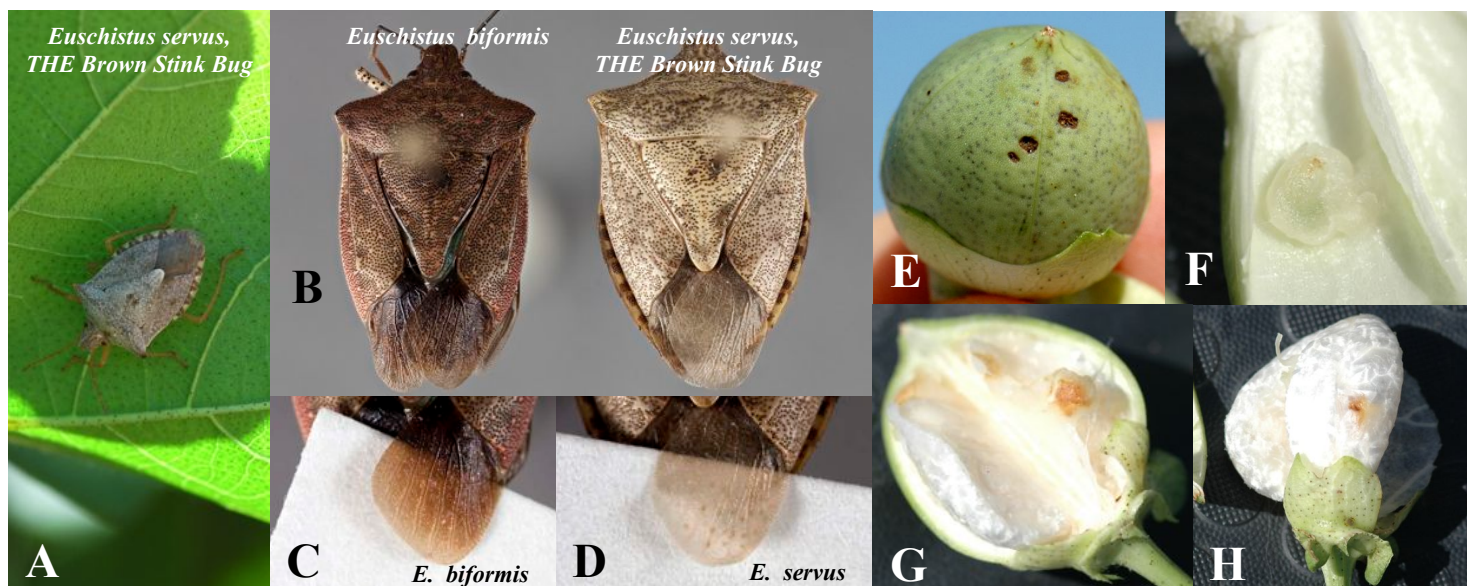 Euschistus servus,
THE Brown Stink Bug
A
Euschistus biformis
B
Euschistus servus,
THE Brown Stink Bug
C
E. biformis
D
E. servus
E
F
G
H